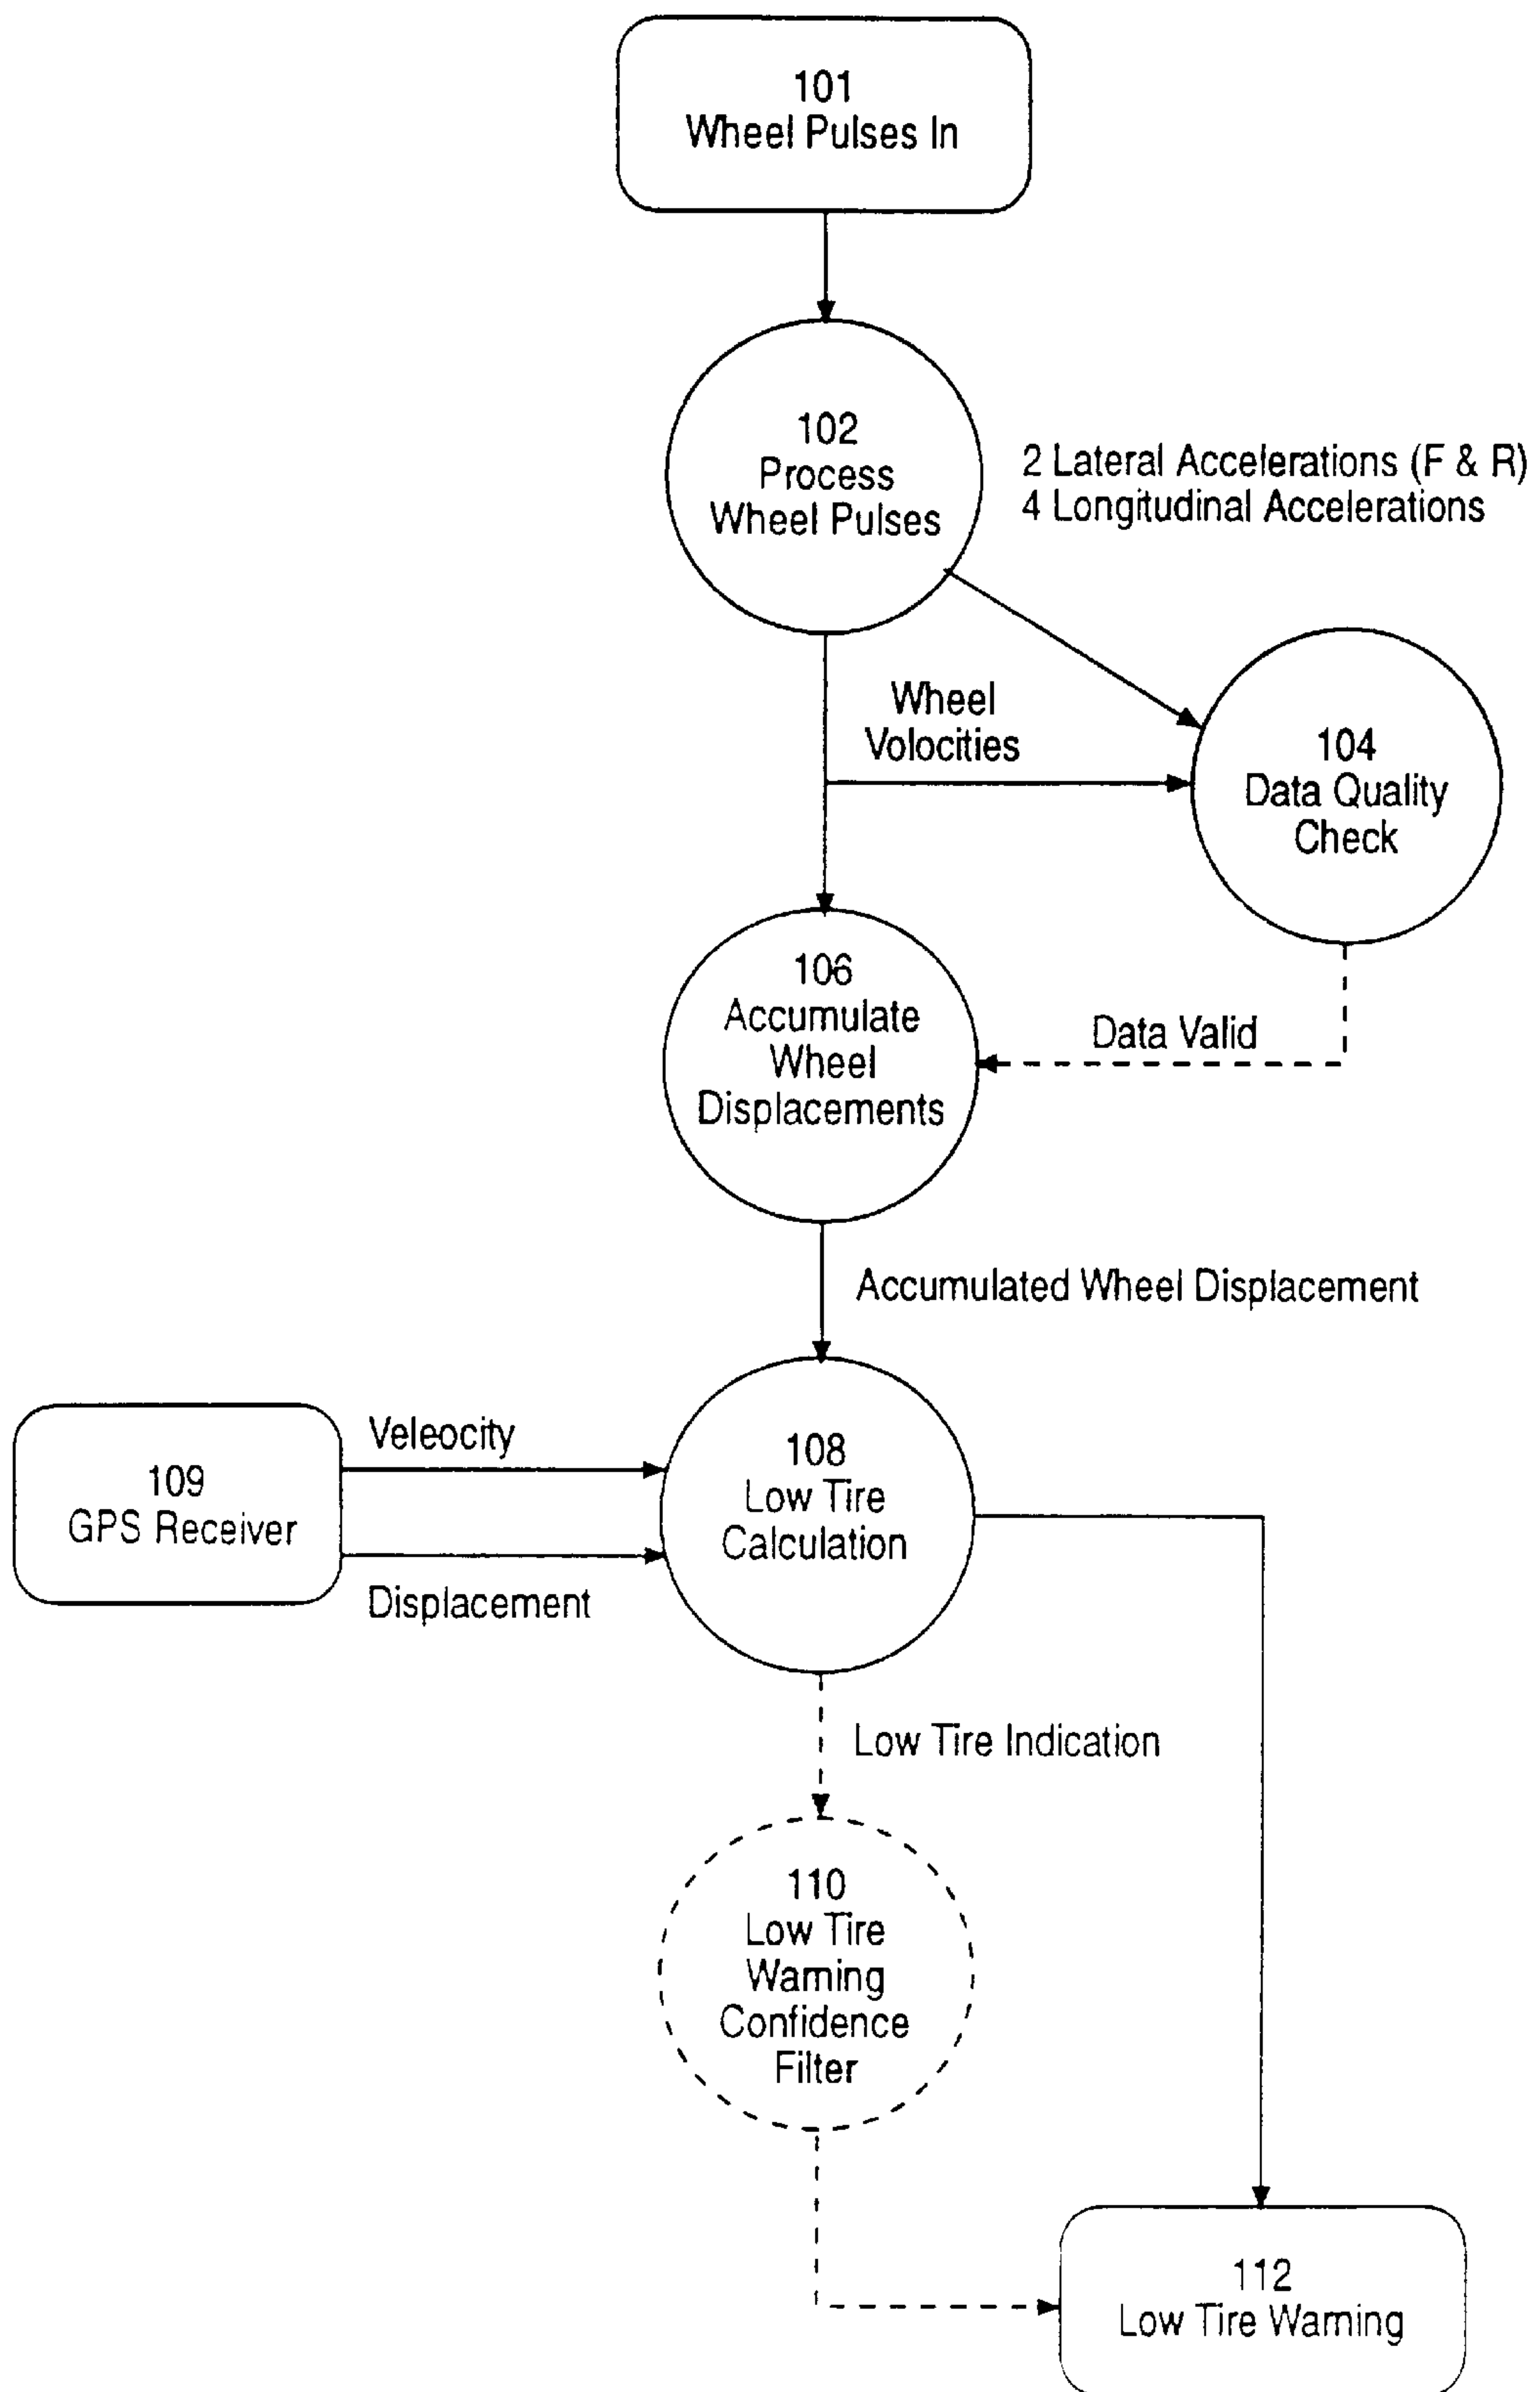 101
Wheel Pulses In
102
Process
Wheel Pulses
2 Lateral Accelerations (F & R)
4 Longitudinal Accelerations
Wheel
Volocities
104
Data Quality
Check
106
Accumulate
Wheel
Displacements
Data Valid
Accumulated Wheel Displacement
109
GPS Receiver
Veleocity
Displacement
108
Low Tire
Calculation
Low Tire Indication
110
Low Tire
Warning
Confidence
Filter
112
Low Tire Warning